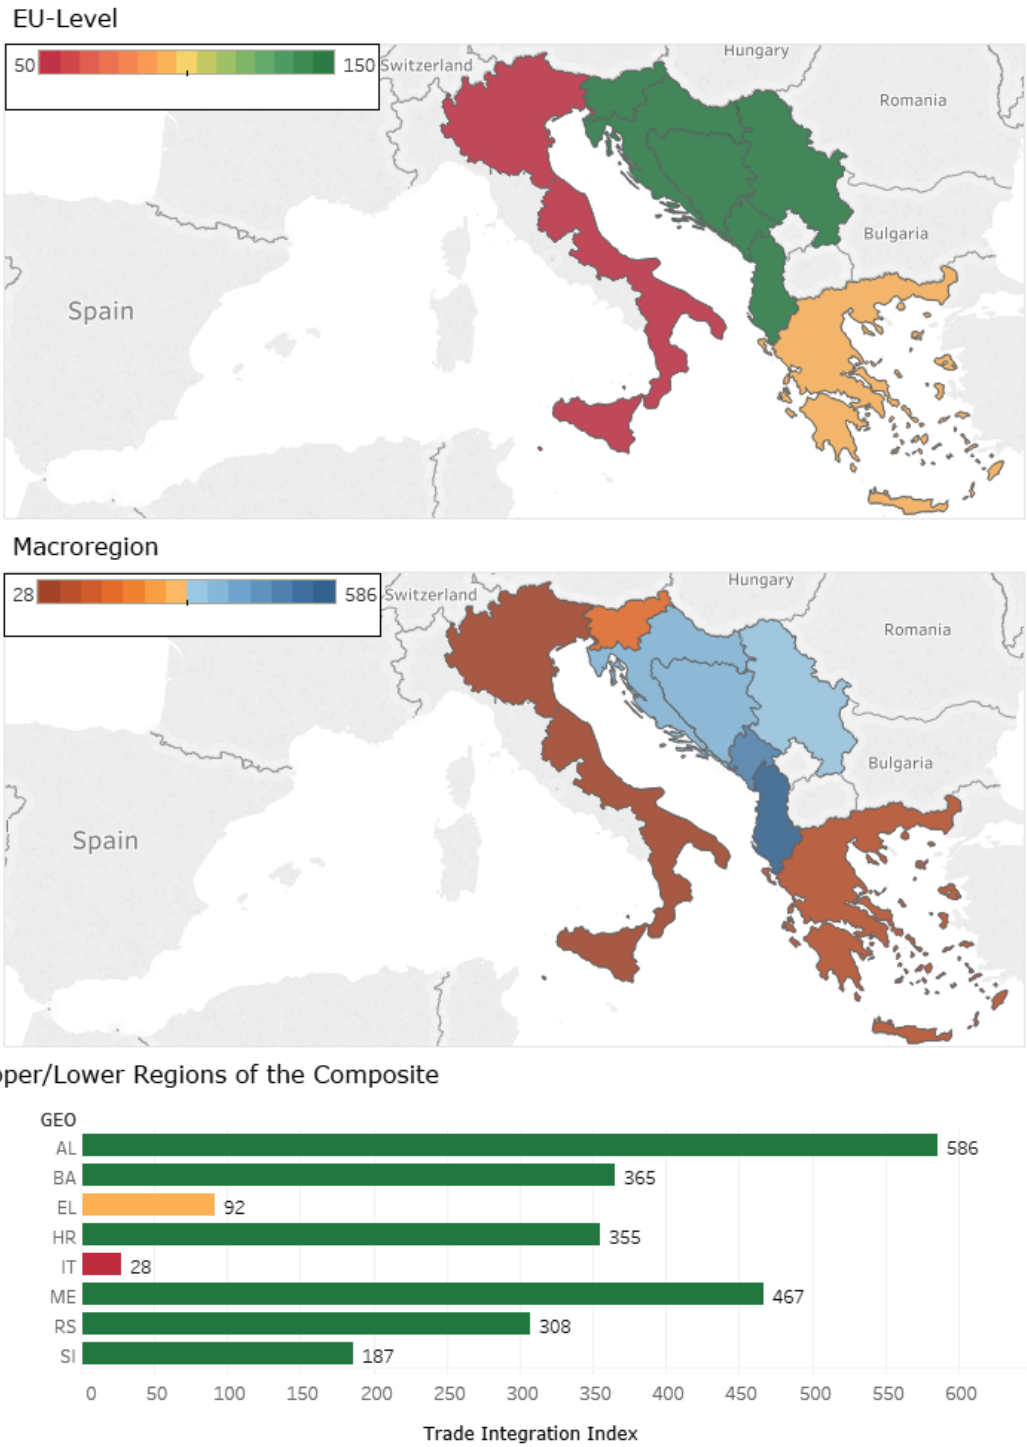 EU-Level
50 150
Switzerland
Hungary
Romania
Bulgaria
Spain
Macroregion
28 586
Switzerland
Hungary
Romania
Bulgaria
Spain
/Lower Regions of the Composite
GEO
AL 586
BA 365
EL 92
HR 355
IT 28
ME 467
RS 308
SI 187
0 50 100 150 200 250 300 350 400 450 500 550 600
Trade Integration Index